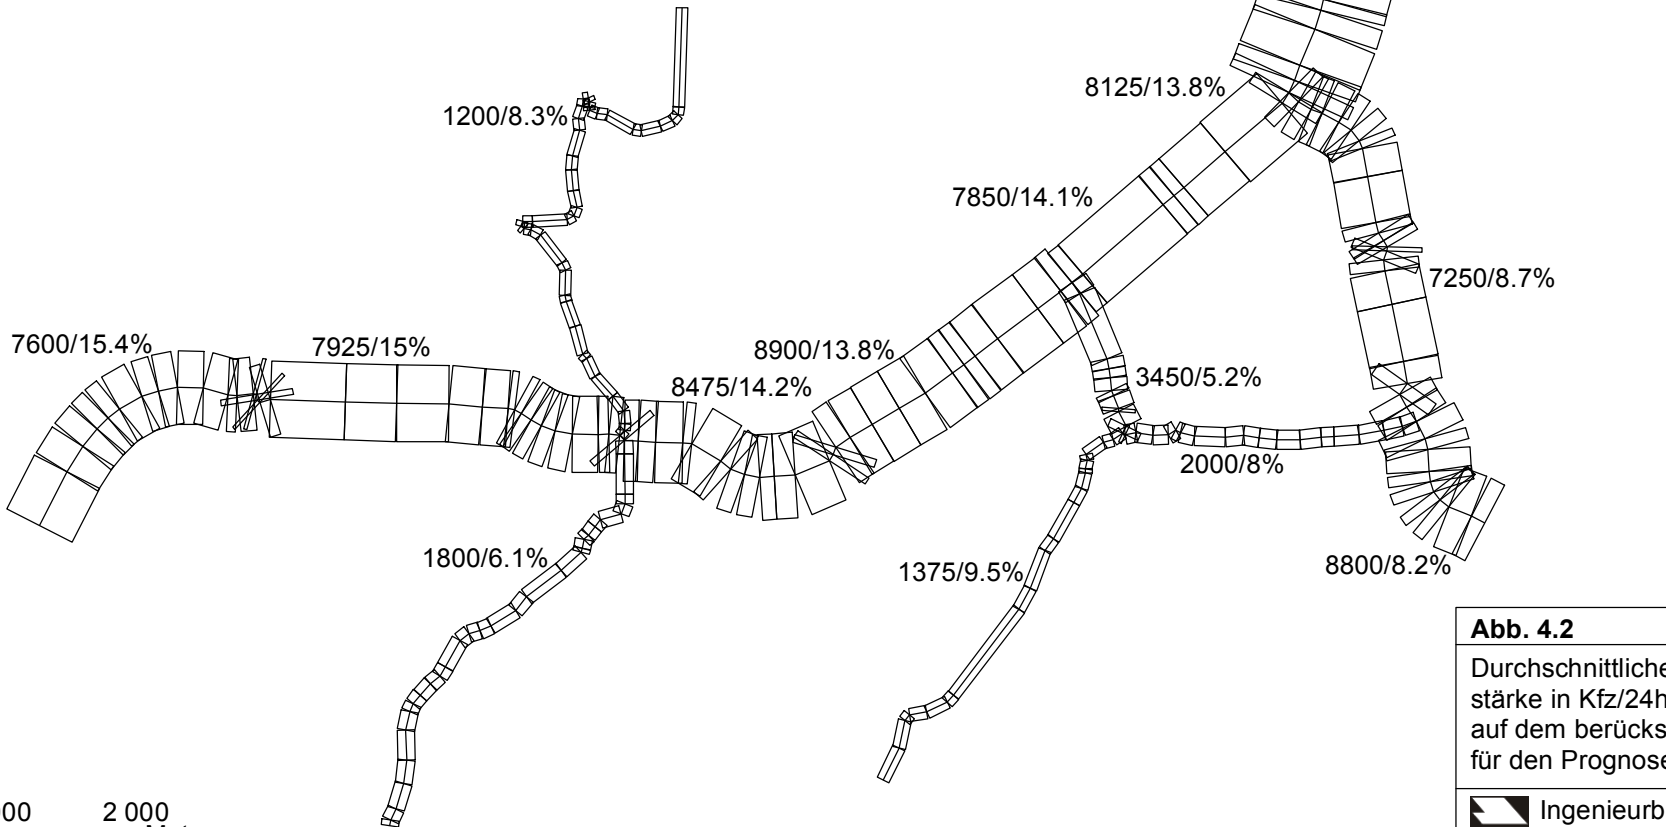 8125/13.8%
1200/8.3%
7850/14.1%
7250/8.7%
7600/15.4%
7925/15%
8900/13.8%
8475/14.2%
3450/5.2%
2000/8%
1800/6.1%
1375/9.5%
8800/8.2%
Abb. 4.2
Durchschnittliche
stärke in Kfz/24h
auf dem berücks
für den Prognose
2 000
Ingenieurb